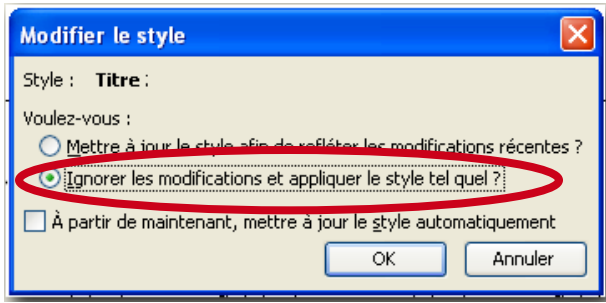 Modifier le style
Style : Titre :
Voulez-vous :
Mettre à jour le style afin de refléter les modifications récentes ?
Ignorer les modifications et appliquer le style tel quel ?
À partir de maintenant, mettre à jour le style automatiquement
OK Annuler